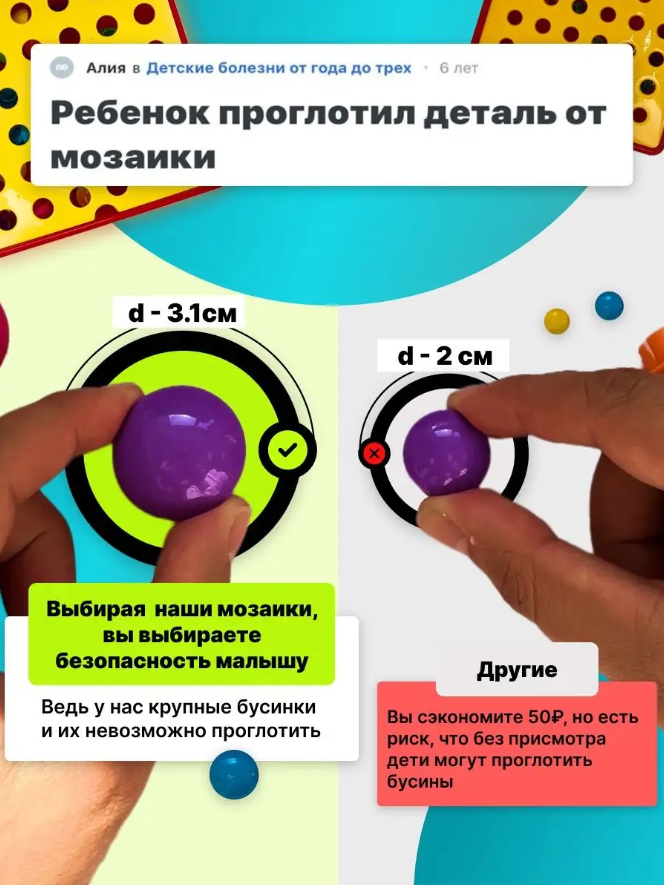 Алия в Детские болезни от года до трех · 6 лет
Ребенок проглотил деталь от
мозаики
d - 3.1см
d - 2 см
Выбирая наши мозаики,
вы выбираете
безопасность малышу
Ведь у нас крупные бусинки
и их невозможно проглотить
Другие
Вы сэкономите 50₽, но есть
риск, что без присмотра
дети могут проглотить
бусины